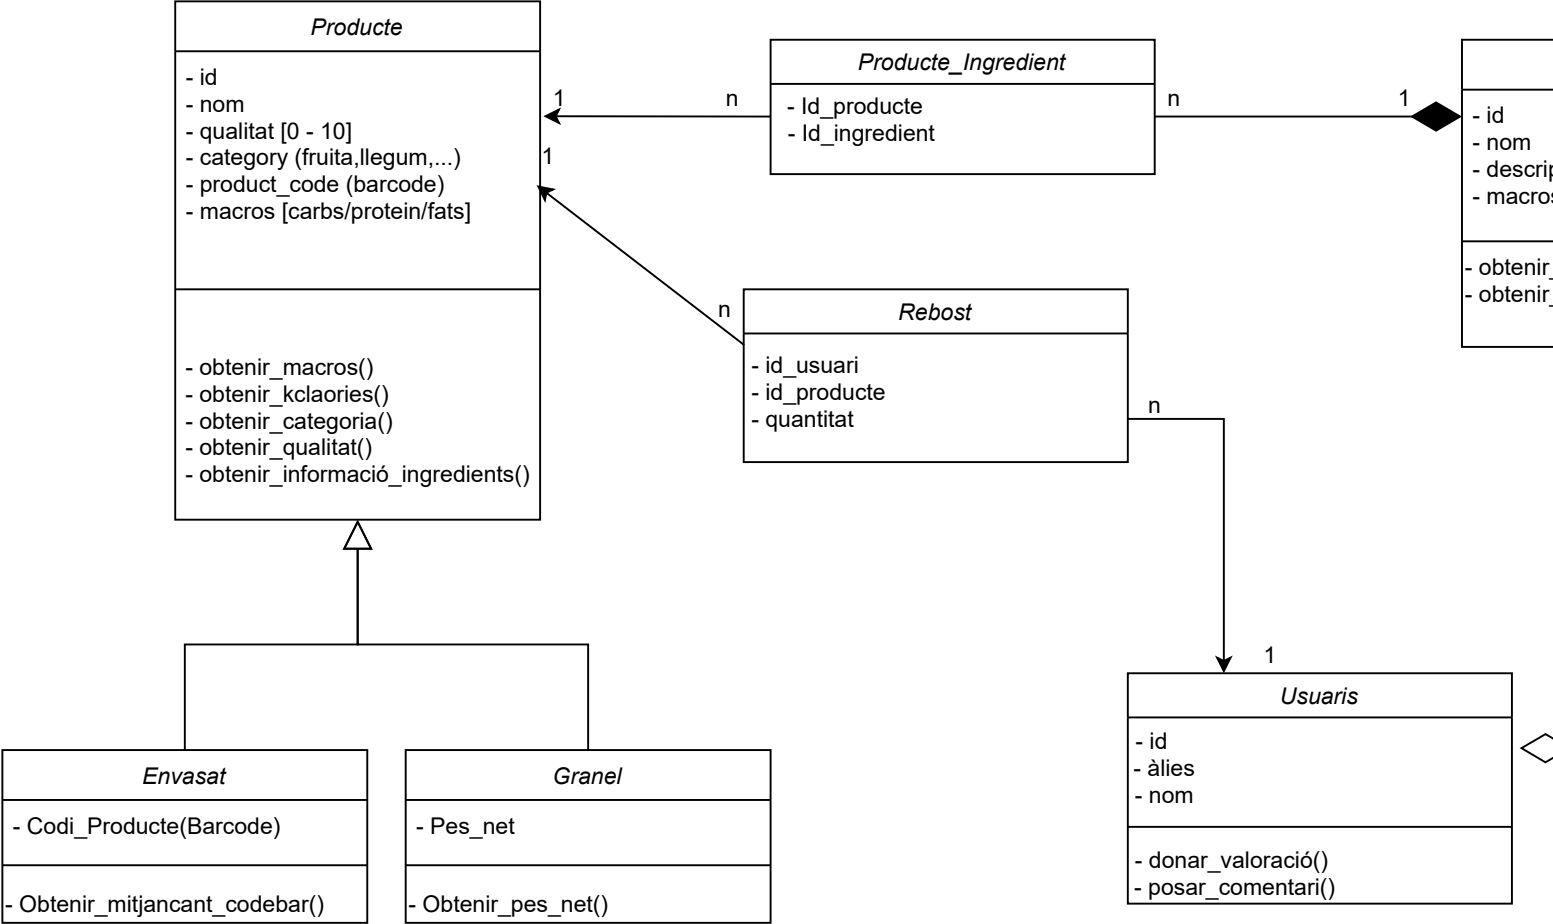 Producte
- id
- nom
- qualitat [0 - 10]
- category (fruita,llegum,...)
- product_code (barcode)
- macros [carbs/protein/fats]
- obtenir_macros()
- obtenir_kclaories()
- obtenir_categoria()
- obtenir_qualitat()
- obtenir_informació_ingredients()
1
n
Producte_Ingredient
- Id_producte
- Id_ingredient
n
1
- id
- nom
- descrip
- macros
- obtenir_
- obtenir_
1
n
Rebost
- id_usuari
- id_producte
- quantitat
n
1
Usuaris
- id
- àlies
- nom
- donar_valoració()
- posar_comentari()
Envasat
- Codi_Producte(Barcode)
- Obtenir_mitjancant_codebar()
Granel
- Pes_net
- Obtenir_pes_net()